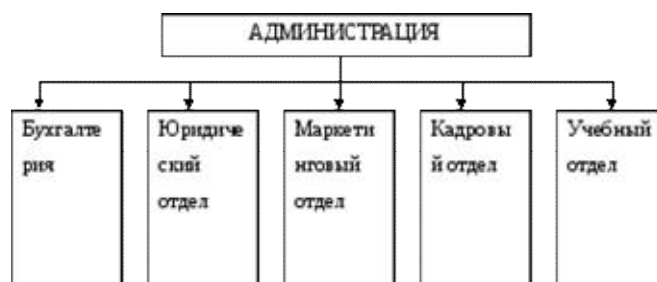 АДМИНИСТРАЦИЯ
Бухгалте
рия
Юридиче
ский
отдел
Маркети
нговый
отдел
Кадровы
й отдел
Учебный
отдел